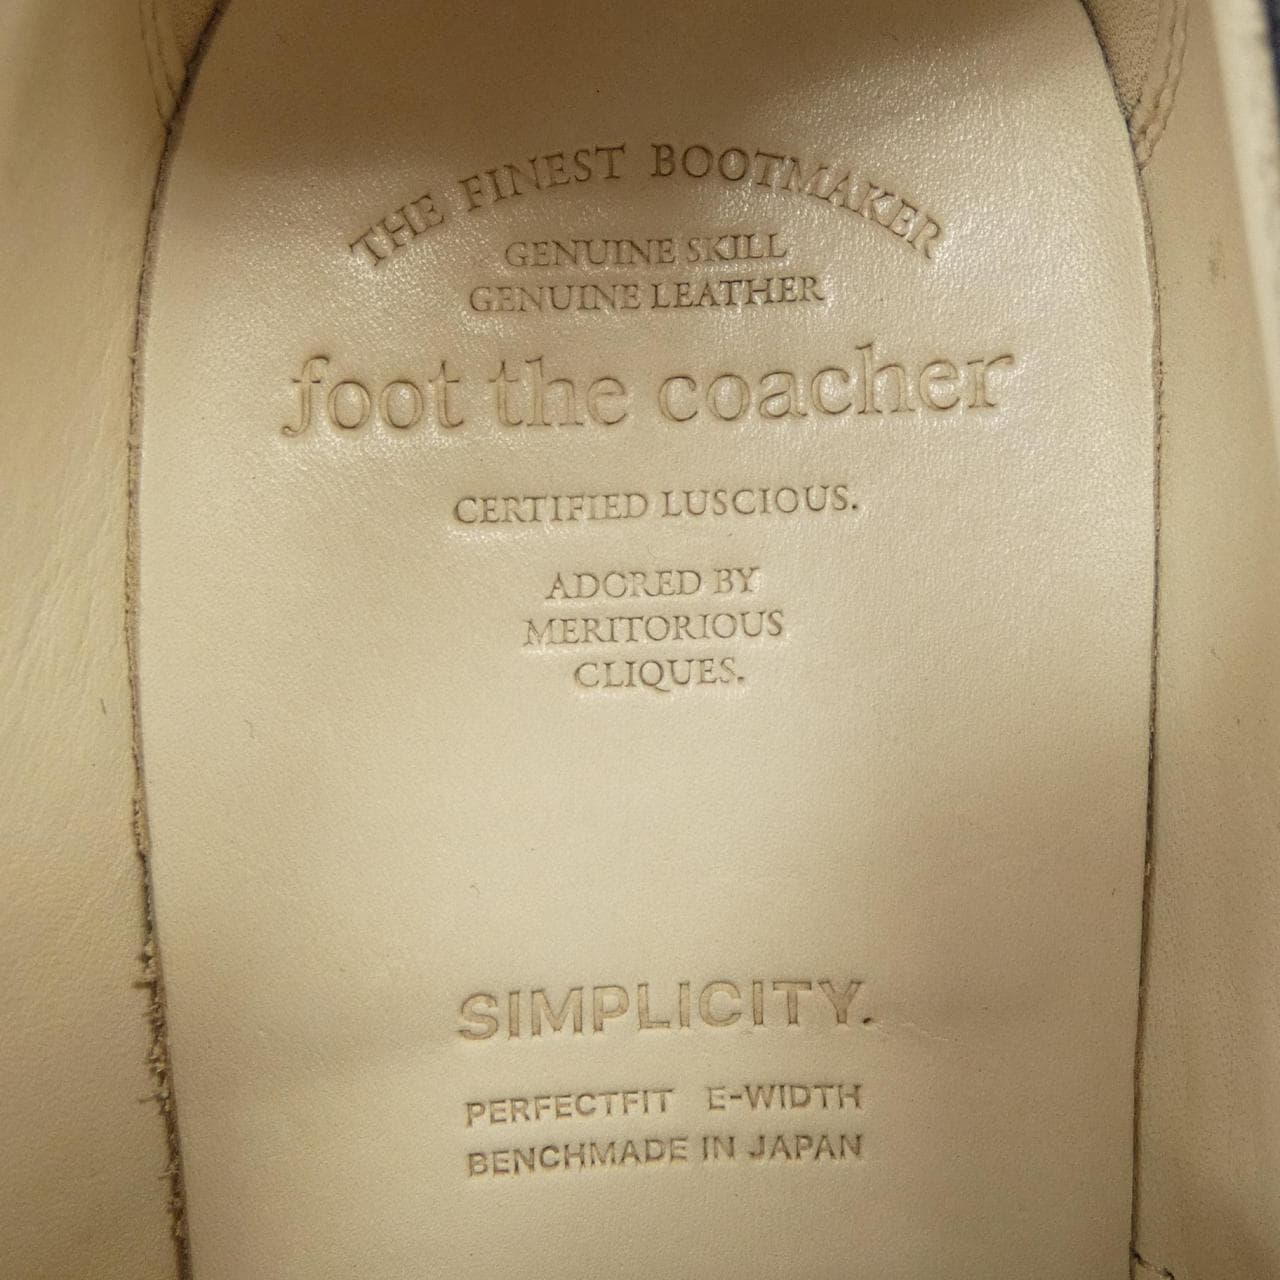 THE FINEST BOOTMAKER
GENUINE SKILL
GENUINE LEATHER
foot the coacher
CERTIFIED LUSCIOUS.
ADORED BY
MERITORIOUS
CLIQUES.
SIMPLICITY.
PERFECTFIT E-WIDTH
BENCHMADE IN JAPAN